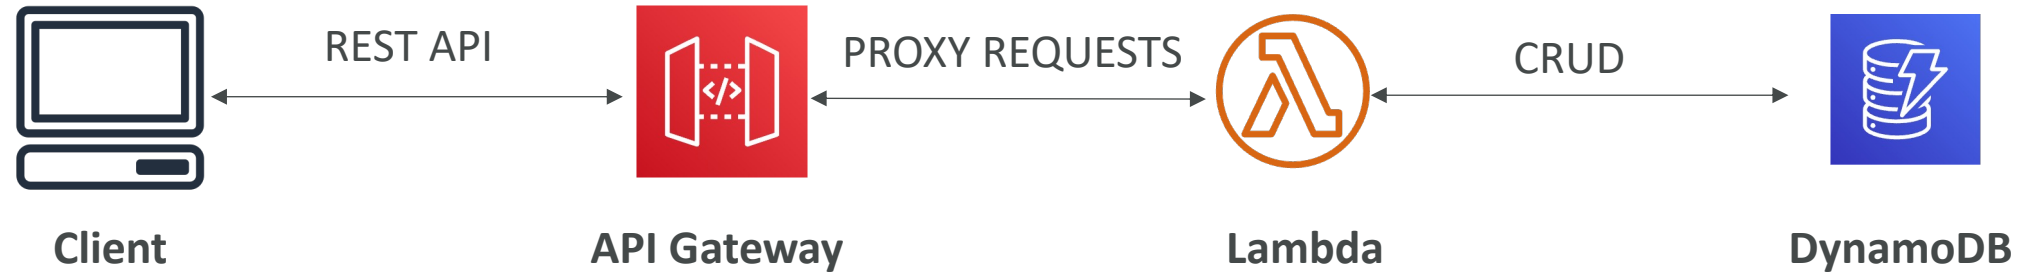 REST API
PROXY REQUESTS
CRUD
</>
Client
API Gateway
Lambda
DynamoDB